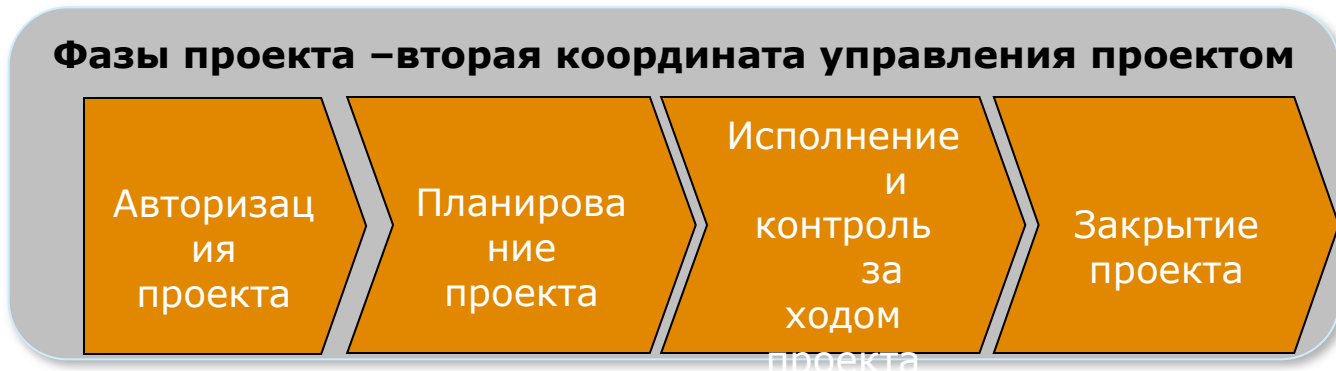 Фазы проекта –вторая координата управления проектом
Авторизац
ия
проекта
Планирова
ние
проекта
Исполнение
и
контроль
за
ходом
проекта
Закрытие
проекта